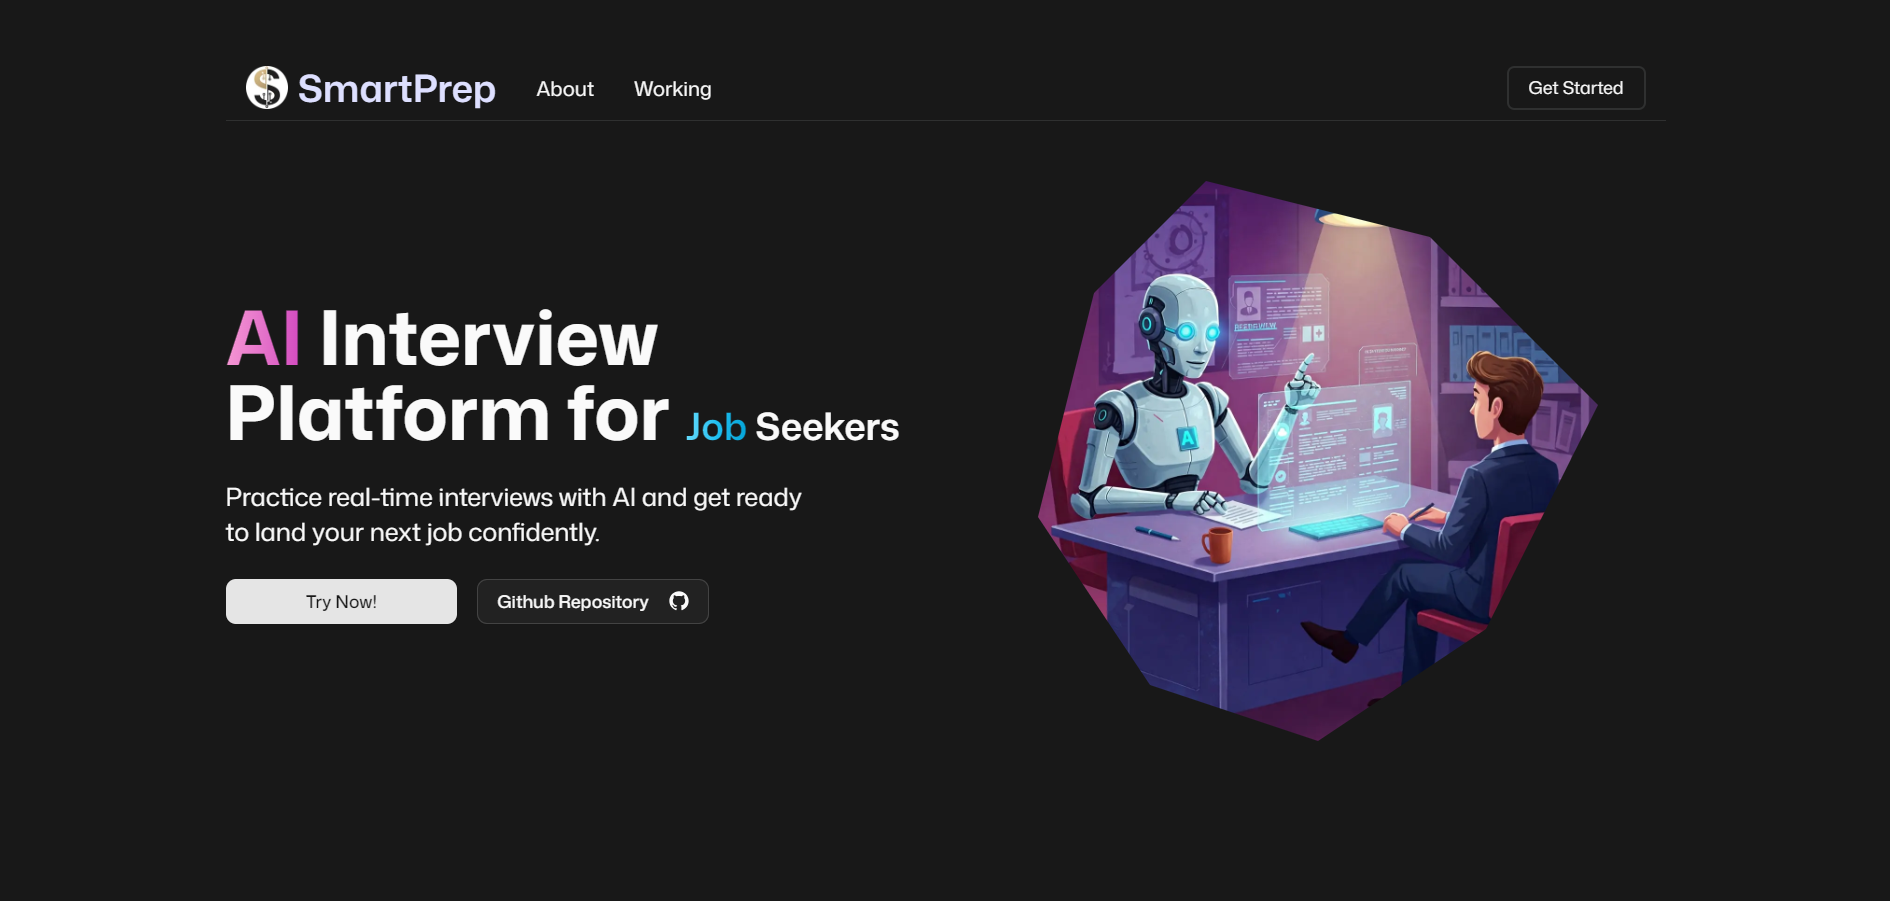 SmartPrep
About
Working
Get Started
AI Interview
Platform for Job Seekers
Practice real-time interviews with AI and get ready
to land your next job confidently.
Try Now!
Github Repository
A